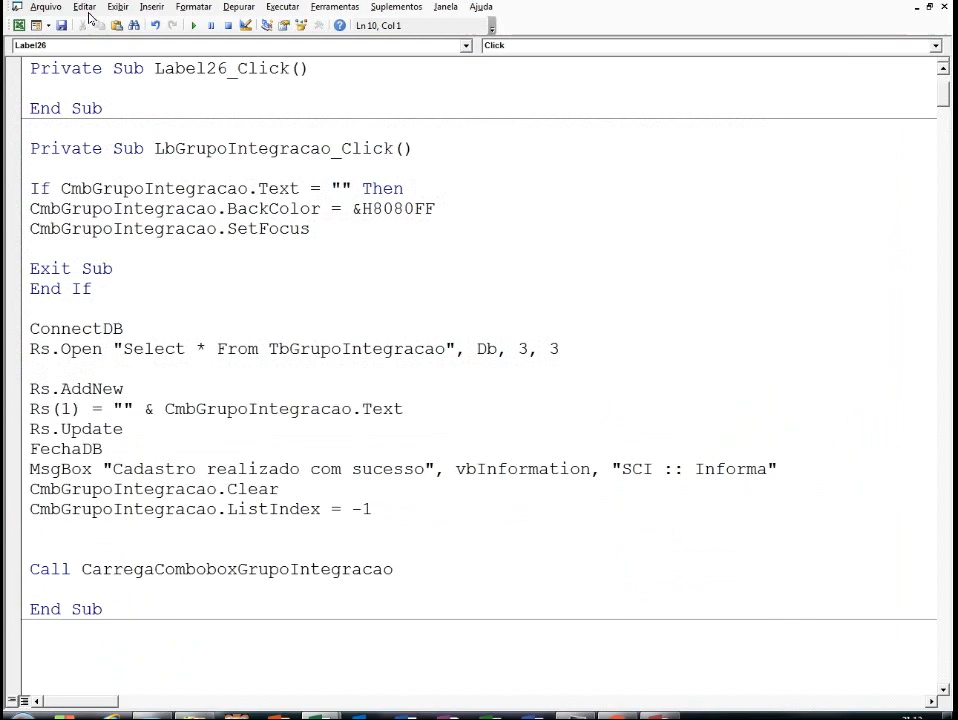 Arquivo Editar Exibir Inserir Formatar Depurar Executar Ferramentas Suplementos Janela Ajuda
Ln 10, Col 1
Label26 Click
Private Sub Label26_Click()
End Sub
Private Sub LbGrupoIntegracao_Click()
If CmbGrupoIntegracao.Text = "" Then
CmbGrupoIntegracao.BackColor = &H8080FF
CmbGrupoIntegracao.SetFocus
Exit Sub
End If
ConnectDB
Rs.Open "Select * From TbGrupoIntegracao", Db, 3, 3
Rs.AddNew
Rs(1) = "" & CmbGrupoIntegracao.Text
Rs.Update
FechaDB
MsgBox "Cadastro realizado com sucesso", vbInformation, "SCI :: Informa"
CmbGrupoIntegracao.Clear
CmbGrupoIntegracao.ListIndex = -1
Call CarregaComboboxGrupoIntegracao
End Sub